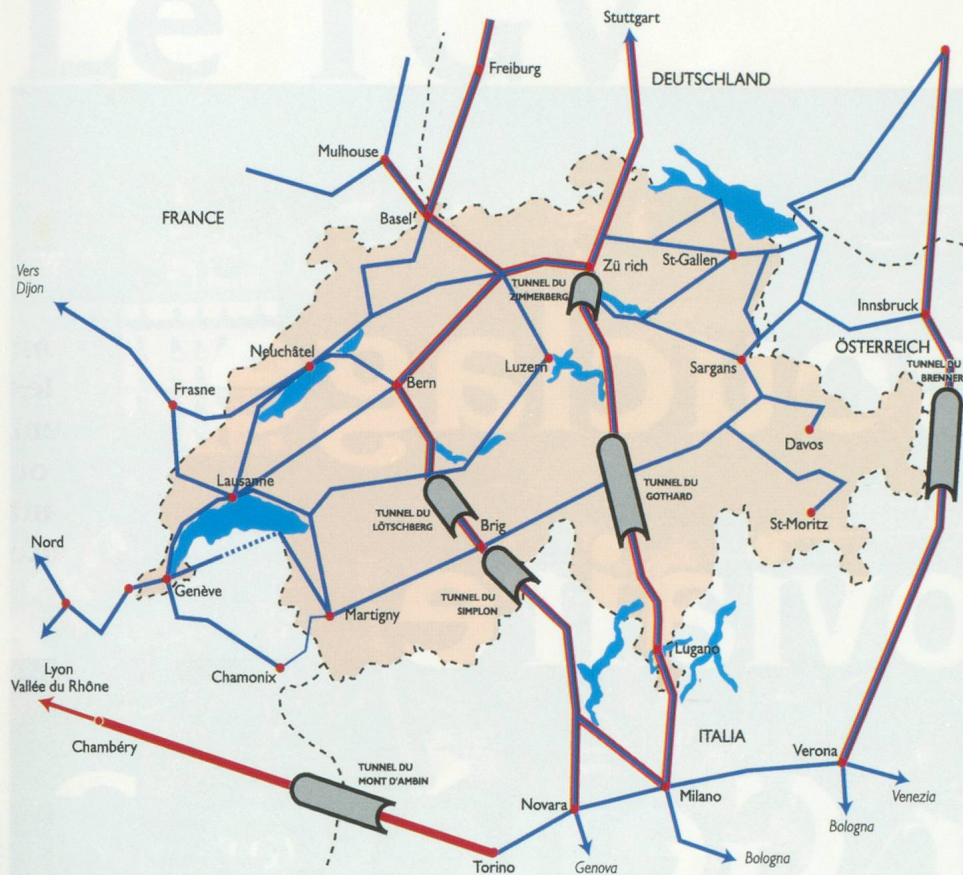 Le TGV
Stuttgart
Freiburg
DEUTSCHLAND
Mulhouse
FRANCE
Basel
Zü rich
St-Gallen
Vers
Dijon
TUNNEL DU
ZIMMERBERG
Innsbruck
Neuchâtel
Luzern
Sargans
ÖSTERREICH
TUNNEL DU
BRENNER
Frasne
Bern
Davos
Lausanne
TUNNEL DU
GOTHARD
TUNNEL DU
LÖTSCHBERG
St-Moritz
Brig
Nord
Genève
TUNNEL DU
SIMPLON
Martigny
Lugano
Lyon
Vallée du Rhône
Chamonix
ITALIA
Chambéry
Verona
TUNNEL DU
MONT D'AMBIN
Venezia
Novara
Milano
Bologna
Torino
Genova
Bologna